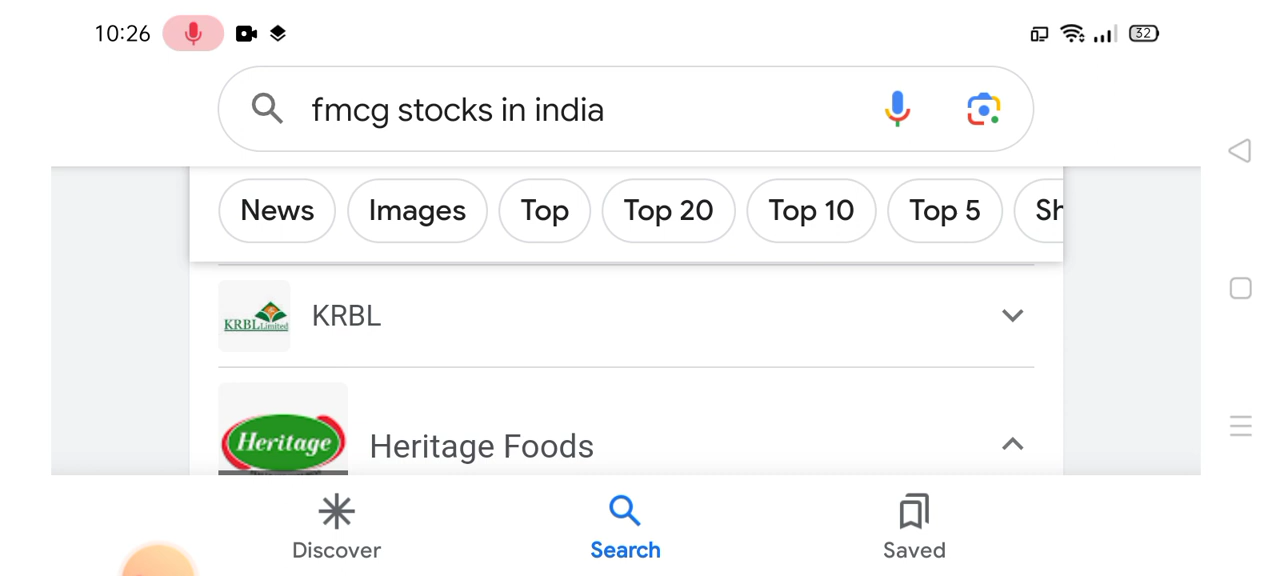 10:26
32
fmcg stocks in india
News Images Top Top 20 Top 10 Top 5 Sh
KRBL Limited KRBL
Heritage Heritage Foods
Discover Search Saved